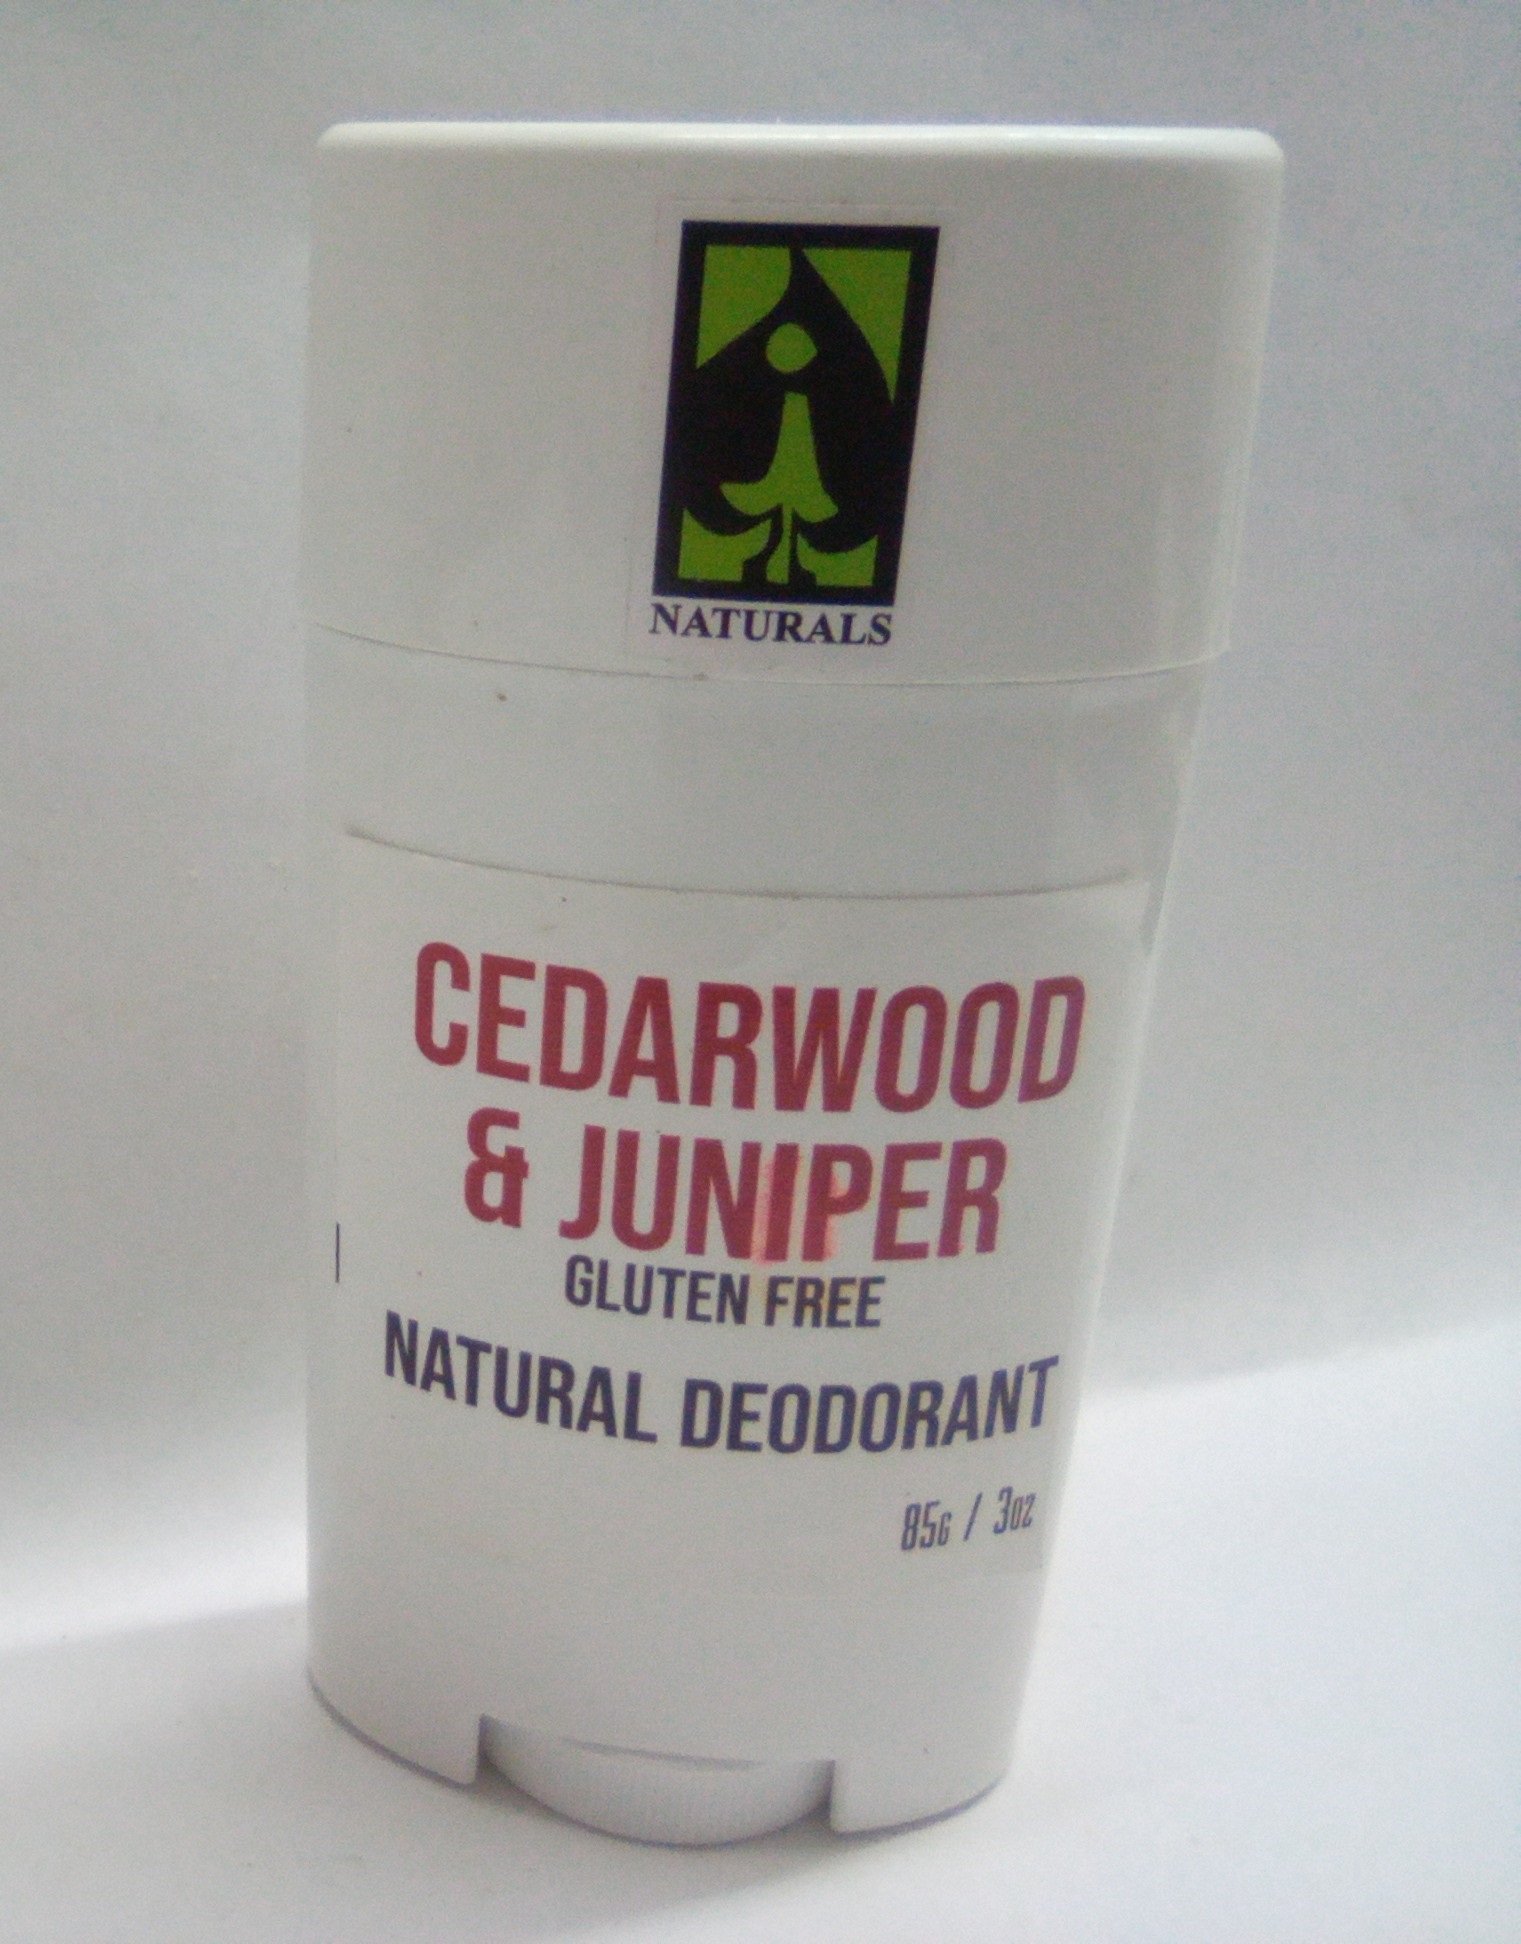 NATURALS
CEDARWOOD
& JUNIPER
GLUTEN FREE
NATURAL DEODORANT
85G / 3OZ